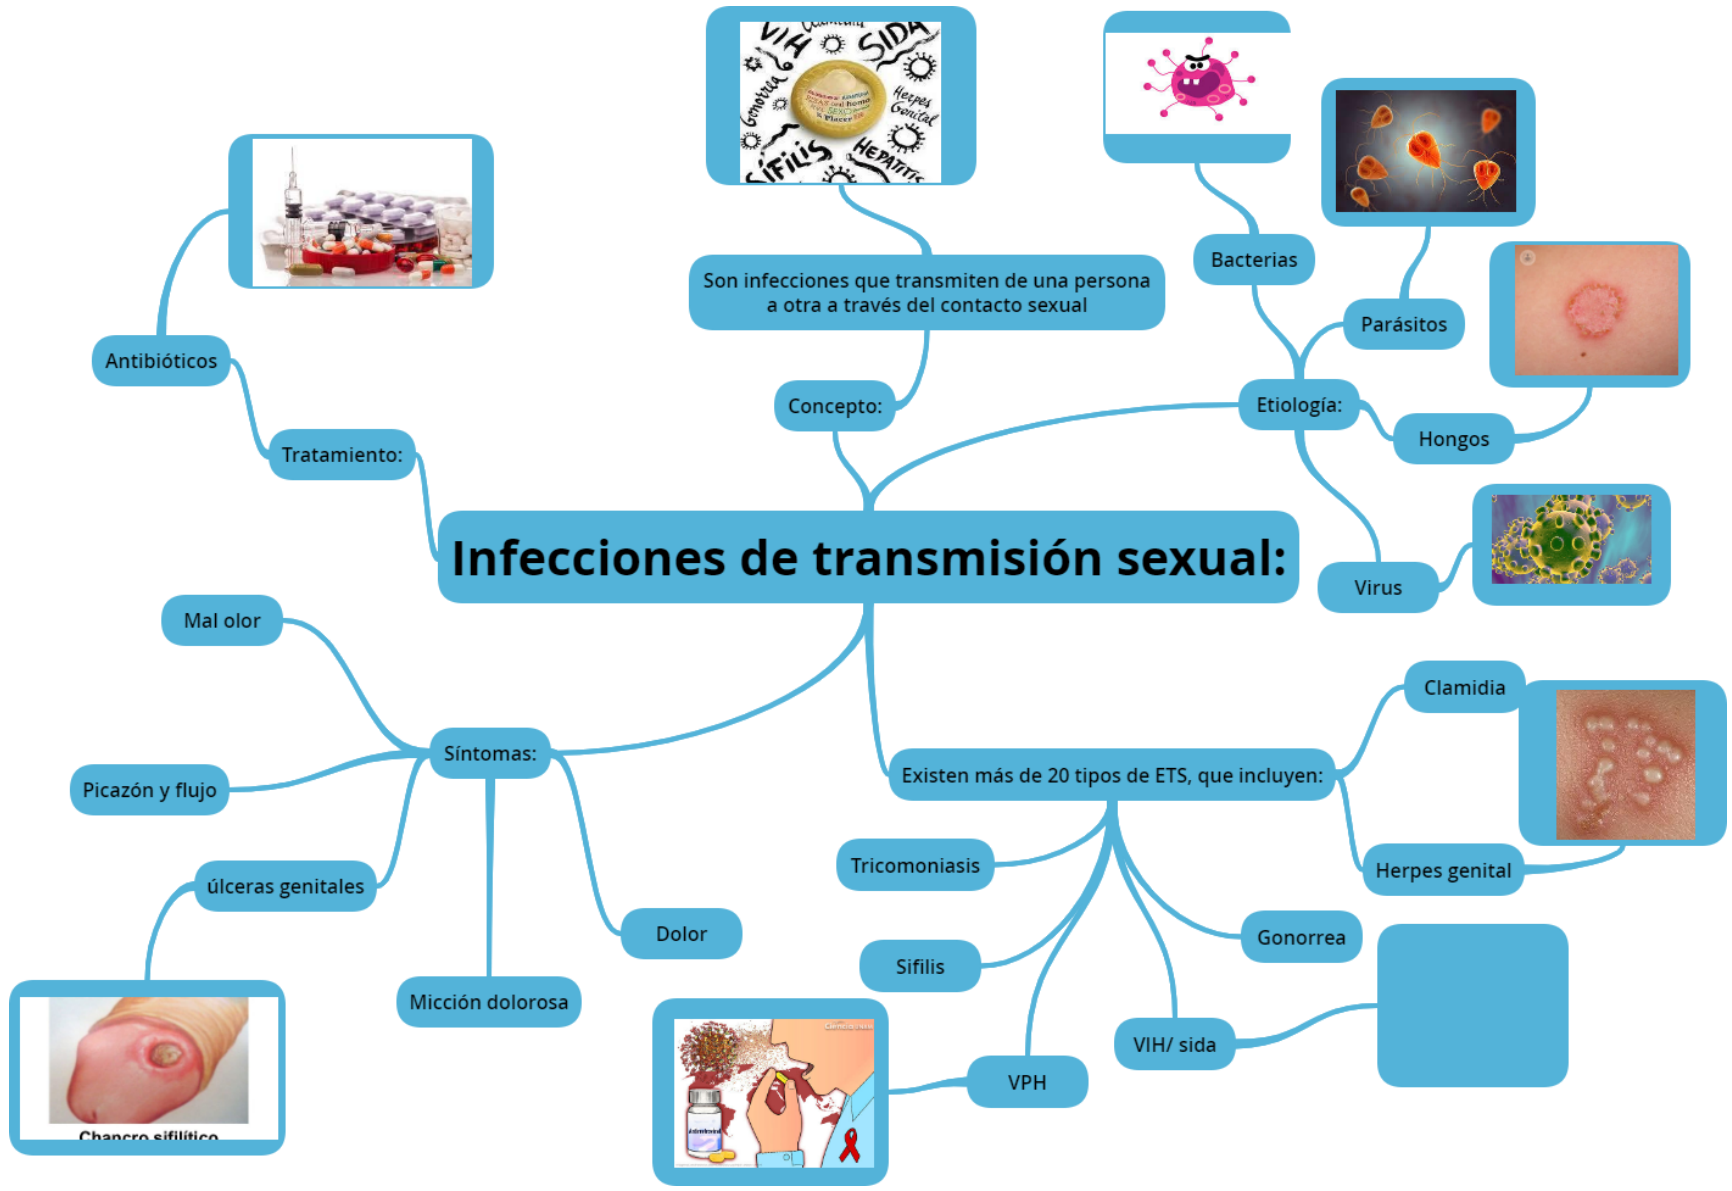 VIH
SIDA
Gonorrea
Herpes
Genital
SÍFILIS
HEPATITIS
Son infecciones que transmiten de una persona
a otra a través del contacto sexual
Concepto:
Bacterias
Parásitos
Etiología:
Hongos
Virus
Antibióticos
Tratamiento:
Infecciones de transmisión sexual:
Mal olor
Síntomas:
Picazón y flujo
úlceras genitales
Chancro sifilítico
Micción dolorosa
Dolor
Existen más de 20 tipos de ETS, que incluyen:
Clamidia
Herpes genital
Tricomoniasis
Gonorrea
Sifilis
VIH/ sida
VPH